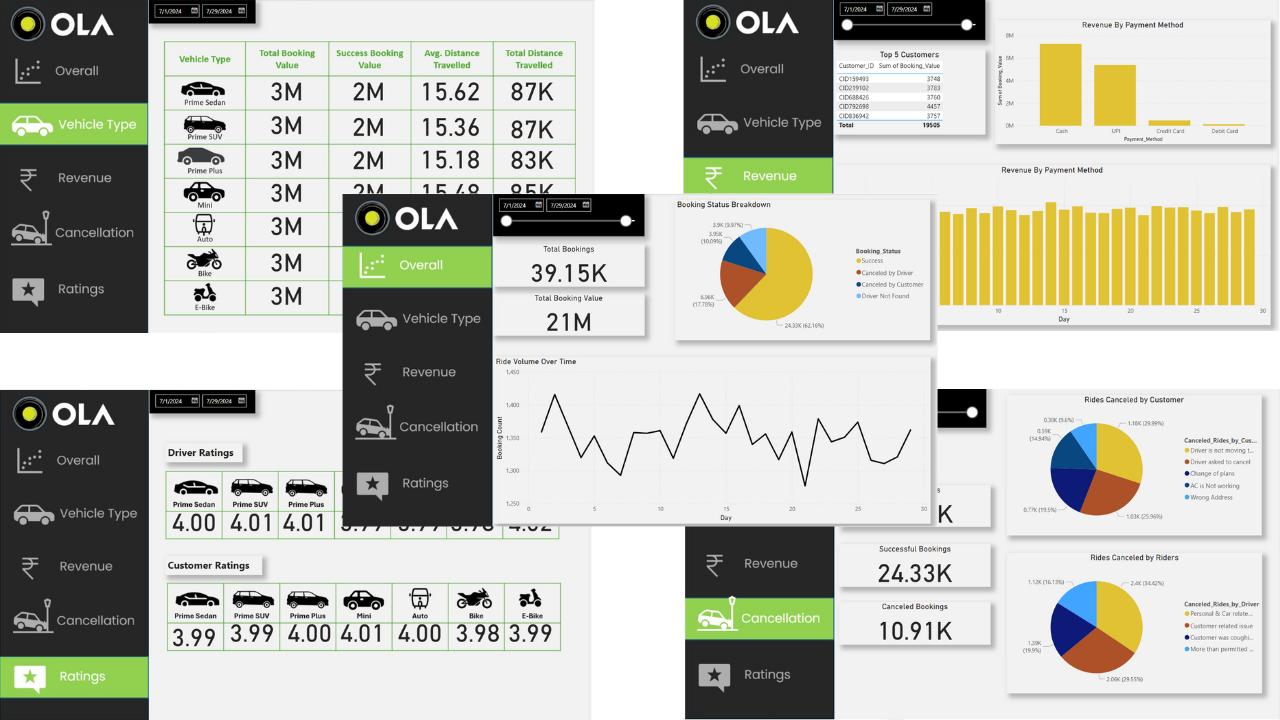 OLA
Overall
Vehicle Type
Revenue
Cancellation
Ratings
7/1/2024 7/29/2024
Vehicle Type Total Booking Value Success Booking Value Avg. Distance Travelled Total Distance Travelled
Prime Sedan 3M 2M 15.62 87K
Prime SUV 3M 2M 15.36 87K
Prime Plus 3M 2M 15.18 83K
Mini 3M 2M 15.48 85K
Auto 3M
Bike 3M
E-Bike 3M
OLA
Overall
Vehicle Type
Revenue
7/1/2024 7/29/2024
Top 5 Customers
Customer_ID Sum of Booking_Value
CID159493 3748
CID219102 3783
CID688426 3760
CID792698 4457
CID836942 3757
Total 19505
Revenue By Payment Method
Sum of Booking_Value
8M
6M
4M
2M
0M
Cash UPI Credit Card Debit Card
Payment_Method
Revenue By Payment Method
10 15 20 25 30
Day
OLA
Overall
Vehicle Type
Revenue
Cancellation
Ratings
7/1/2024 7/29/2024
Total Bookings
39.15K
Total Booking Value
21M
Booking Status Breakdown
3.9K (9.97%)
3.95K
(10.09%)
6.96K
(17.78%)
24.33K (62.16%)
Booking_Status
Success
Canceled by Driver
Canceled by Customer
Driver Not Found
Ride Volume Over Time
Booking Count
1,450
1,400
1,350
1,300
1,250
0 5 10 15 20 25 30
Day
OLA
Overall
Vehicle Type
Revenue
Cancellation
Ratings
7/1/2024 7/29/2024
Driver Ratings
Prime Sedan Prime SUV Prime Plus
4.00 4.01 4.01
Customer Ratings
Prime Sedan Prime SUV Prime Plus Mini Auto Bike E-Bike
3.99 3.99 4.00 4.01 4.00 3.98 3.99
Revenue
Cancellation
Ratings
s
K
Successful Bookings
24.33K
Canceled Bookings
10.91K
Rides Canceled by Customer
1.18K (29.89%)
1.03K (25.96%)
0.77K (19.5%)
0.59K
(14.94%)
Canceled_Rides_by_Cus...
Driver is not moving t...
Driver asked to cancel
Change of plans
AC is Not working
Wrong Address
Rides Canceled by Riders
1.12K (16.13%)
2.4K (34.42%)
2.06K (29.55%)
(19.9%)
Canceled_Rides_by_Driver
Personal & Car relate...
Customer related issue
Customer was coughi...
More than permitted ...